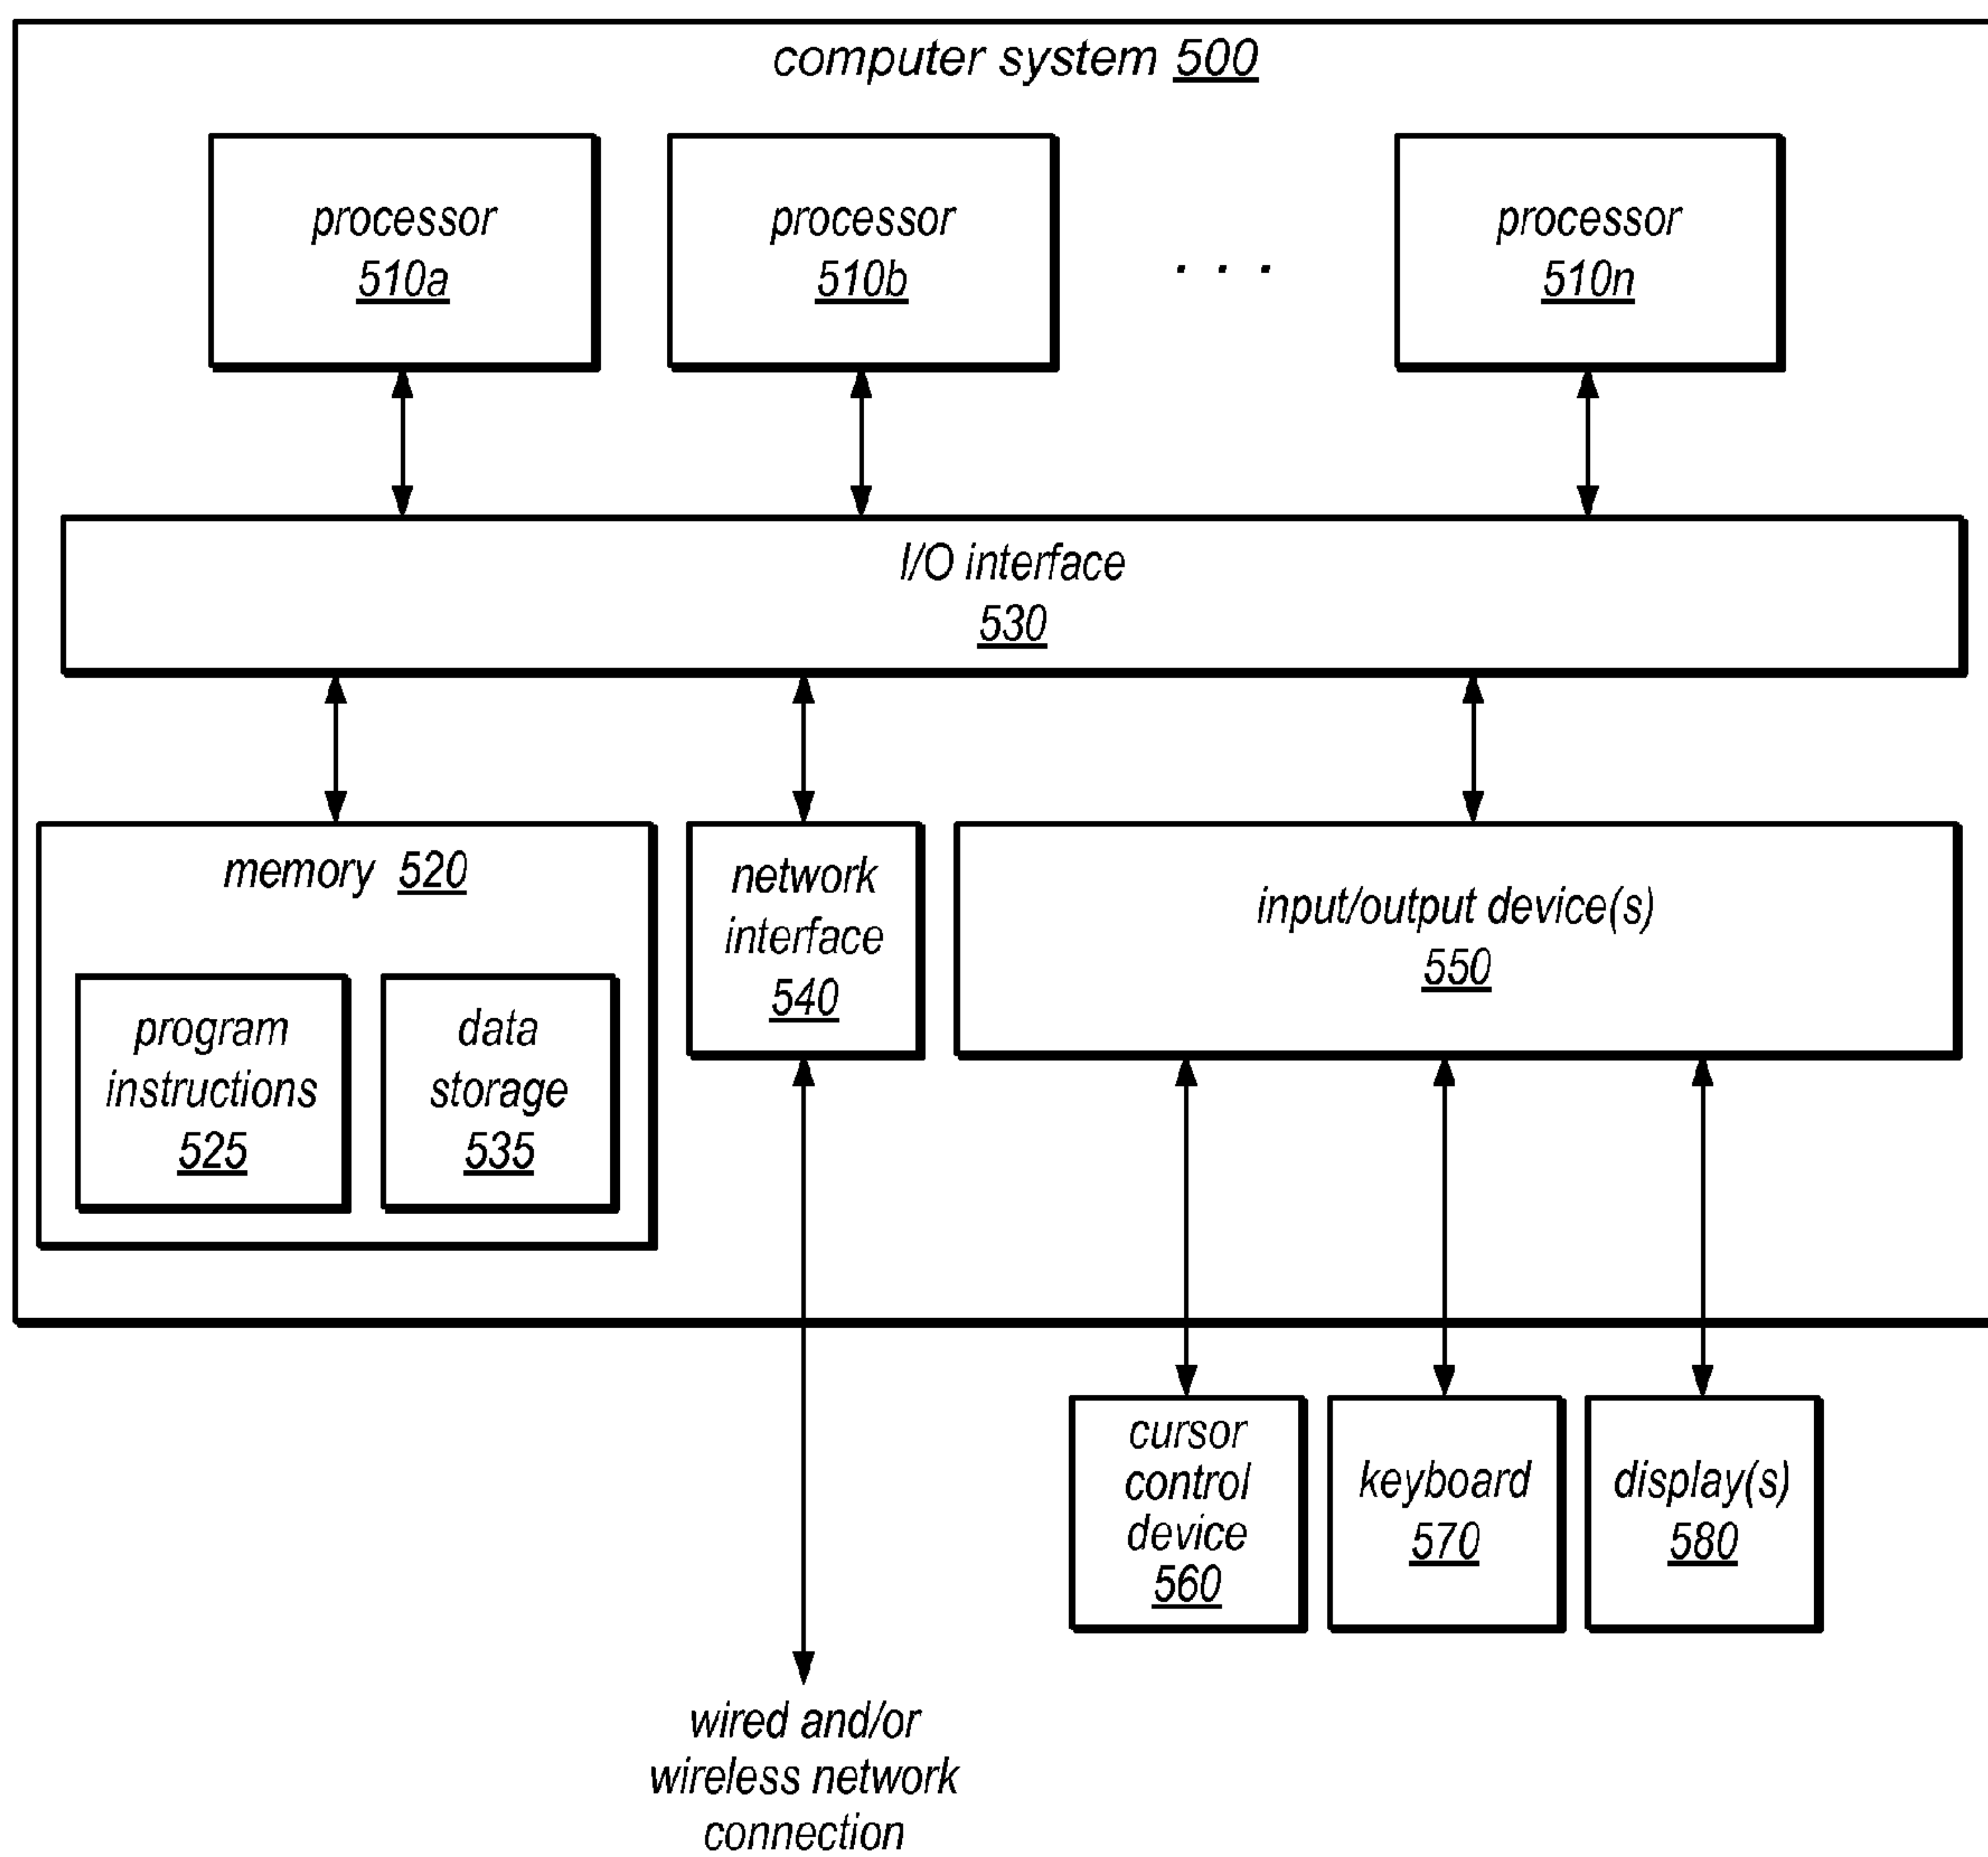 computer system 500
processor
510a
processor
510b
. . .
processor
510n
I/O interface
530
memory 520
program
instructions
525
data
storage
535
network
interface
540
input/output device(s)
550
cursor
control
device
560
keyboard
570
display(s)
580
wired and/or
wireless network
connection